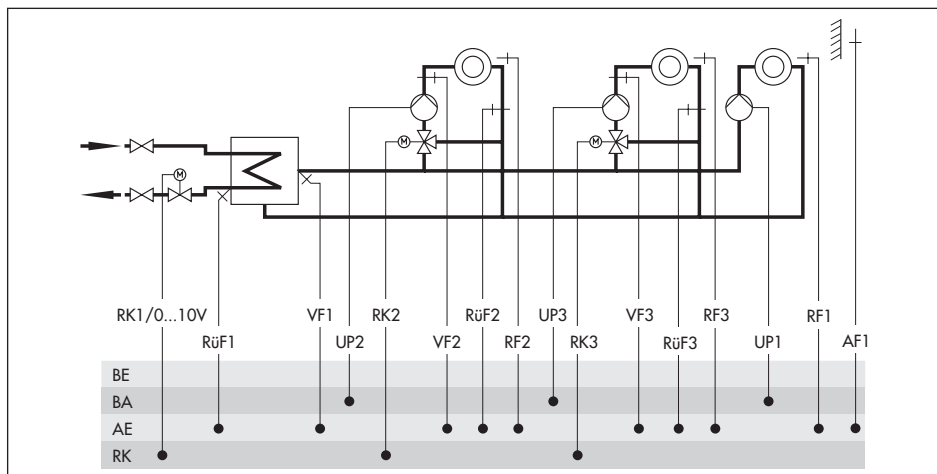 M
M
M
RK1/0...10V VF1 RK2 RüF2 UP3 VF3 RF3 RF1
RüF1 UP2 VF2 RF2 RK3 RüF3 UP1 AF1
BE
BA
AE
RK